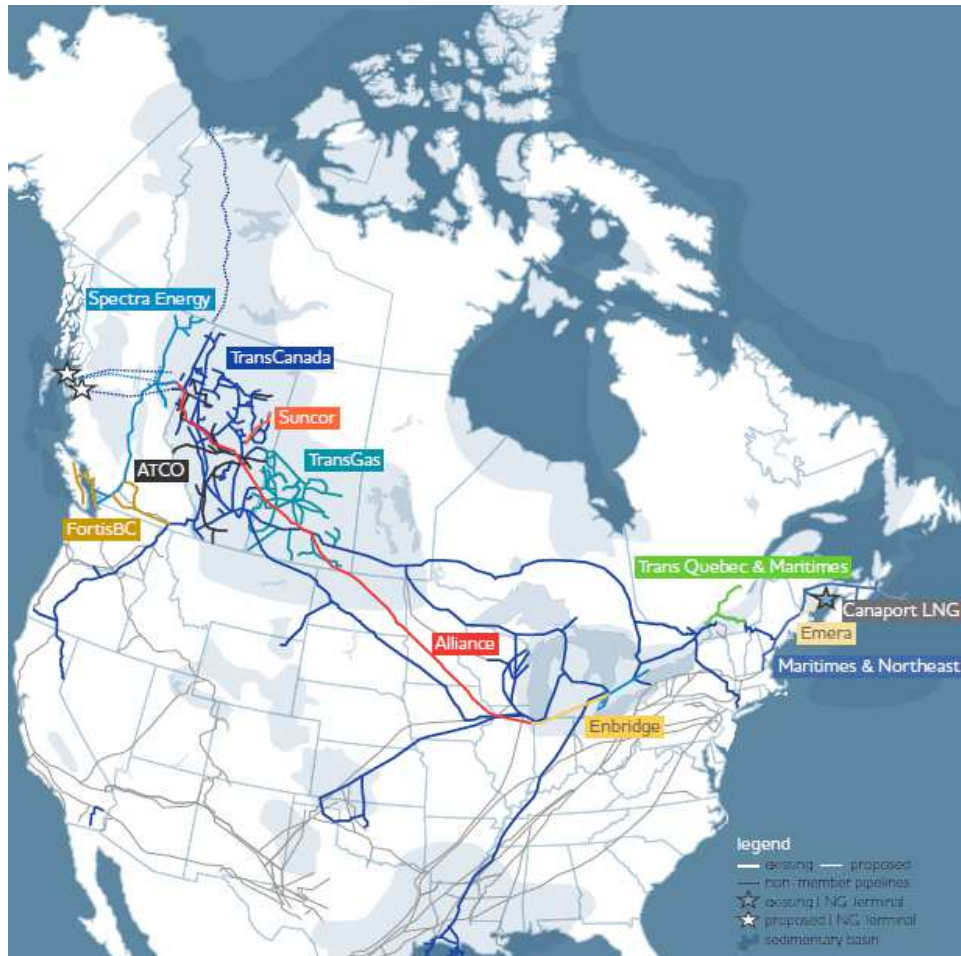 Spectra Energy
TransCanada
Suncor
TransGas
ATCO
FortisBC
Trans Quebec & Maritimes
Canaport LNG
Emera
Maritimes & Northeast
Alliance
Enbridge
legend
existing proposed
non-member pipelines
existing LNG Terminal
proposed LNG Terminal
sedimentary basin